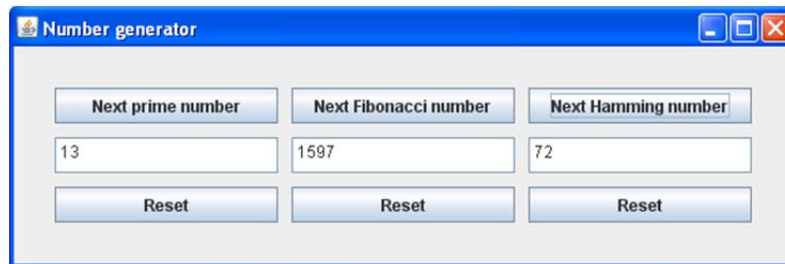 Number generator
Next prime number Next Fibonacci number Next Hamming number
13 1597 72
Reset Reset Reset